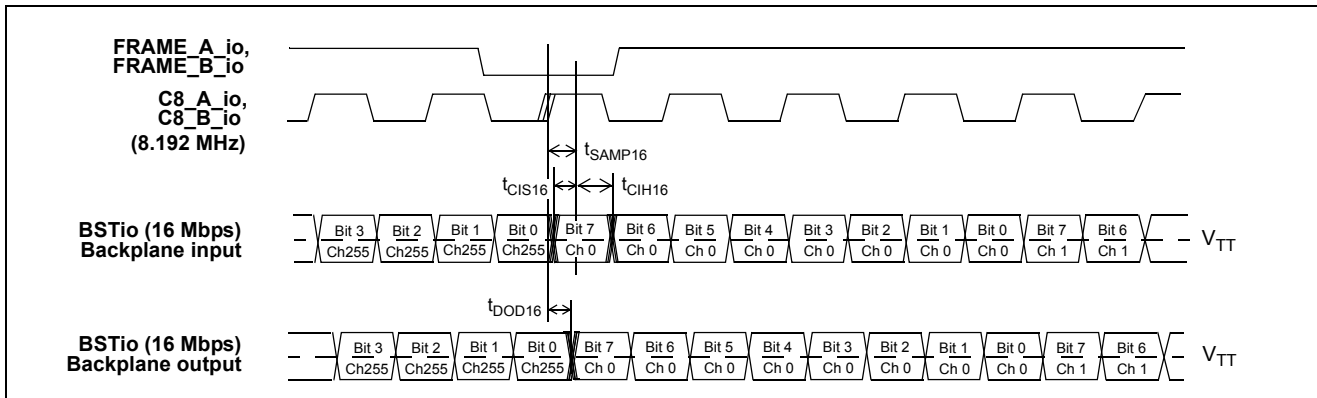 FRAME_A_io,
FRAME_B_io
C8_A_io,
C8_B_io
(8.192 MHz)
tSAMP16
tCIS16
tCIH16
BSTio (16 Mbps)
Backplane input
Bit 3 Bit 2 Bit 1 Bit 0 Bit 7 Bit 6 Bit 5 Bit 4 Bit 3 Bit 2 Bit 1 Bit 0 Bit 7 Bit 6
Ch255 Ch255 Ch255 Ch255 Ch 0 Ch 0 Ch 0 Ch 0 Ch 0 Ch 0 Ch 0 Ch 0 Ch 1 Ch 1
VTT
tDOD16
BSTio (16 Mbps)
Backplane output
Bit 3 Bit 2 Bit 1 Bit 0 Bit 7 Bit 6 Bit 5 Bit 4 Bit 3 Bit 2 Bit 1 Bit 0 Bit 7 Bit 6
Ch255 Ch255 Ch255 Ch255 Ch 0 Ch 0 Ch 0 Ch 0 Ch 0 Ch 0 Ch 0 Ch 0 Ch 1 Ch 1
VTT